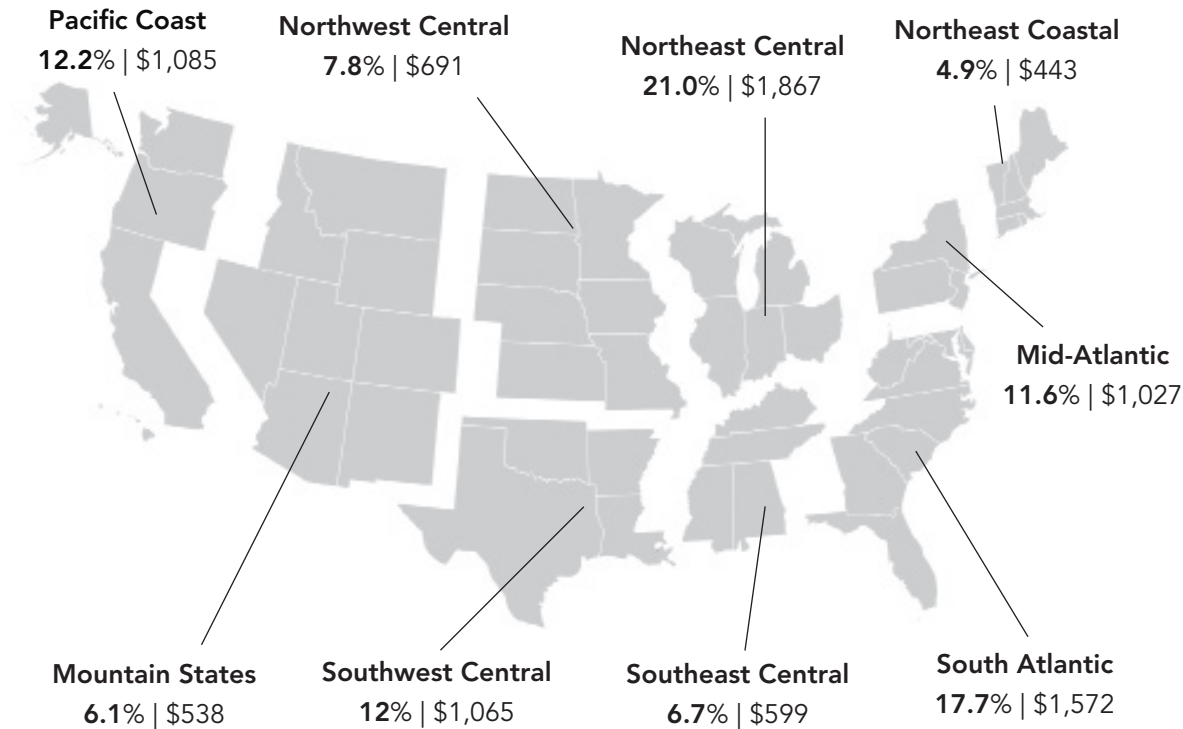 Pacific Coast
12.2% | $1,085
Northwest Central
7.8% | $691
Northeast Central
21.0% | $1,867
Northeast Coastal
4.9% | $443
Mid-Atlantic
11.6% | $1,027
Mountain States
6.1% | $538
Southwest Central
12% | $1,065
Southeast Central
6.7% | $599
South Atlantic
17.7% | $1,572